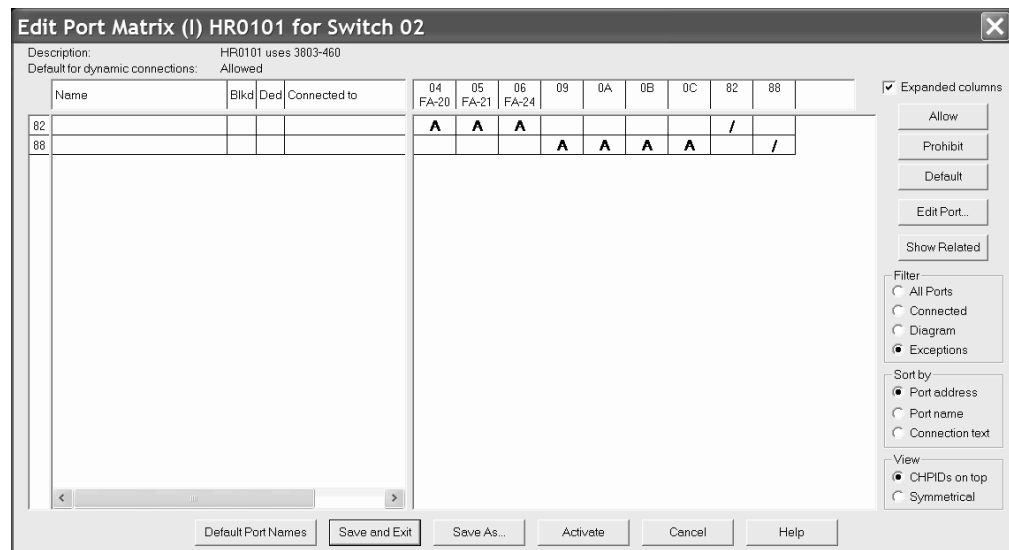 Edit Port Matrix (I) HR0101 for Switch 02
Description: HR0101 uses 3803-460
Default for dynamic connections: Allowed
Name Blkd Ded Connected to 04 05 06 09 0A 0B 0C 82 88
FA-20 FA-21 FA-24
82 A A A /
88 A A A A /
Expanded columns
Allow
Prohibit
Default
Edit Port...
Show Related
Filter
All Ports
Connected
Diagram
Exceptions
Sort by
Port address
Port name
Connection text
View
CHPIDs on top
Symmetrical
Default Port Names Save and Exit Save As... Activate Cancel Help